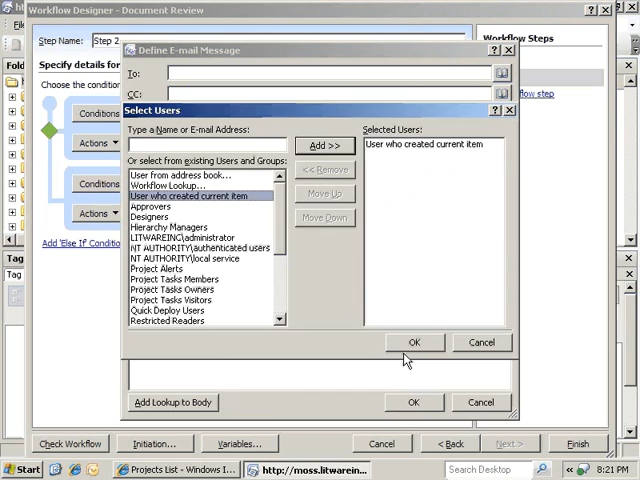 Workflow Designer - Document Review
Step Name: Step 2
Workflow Steps
Define E-mail Message
Specify details for
To:
Choose the condition
CC:
flow step
Select Users
Type a Name or E-mail Address:
Selected Users:
Add >>
User who created current item
Or select from existing Users and Groups:
<< Remove
User from address book...
Workflow Lookup...
User who created current item
Move Up
Approvers
Designers
Move Down
Hierarchy Managers
LITWAREINC\administrator
NT AUTHORITY\authenticated users
NT AUTHORITY\local service
Project Alerts
Project Tasks Members
Project Tasks Owners
Project Tasks Visitors
Quick Deploy Users
Restricted Readers
OK
Cancel
Conditions
Actions
Conditions
Actions
Add 'Else If' Conditio
Add Lookup to Body
OK
Cancel
Check Workflow
Initiation...
Variables...
Cancel
< Back
Next >
Finish
Start
Projects List - Windows I...
http://moss.litwarein...
Search Desktop
8:21 PM